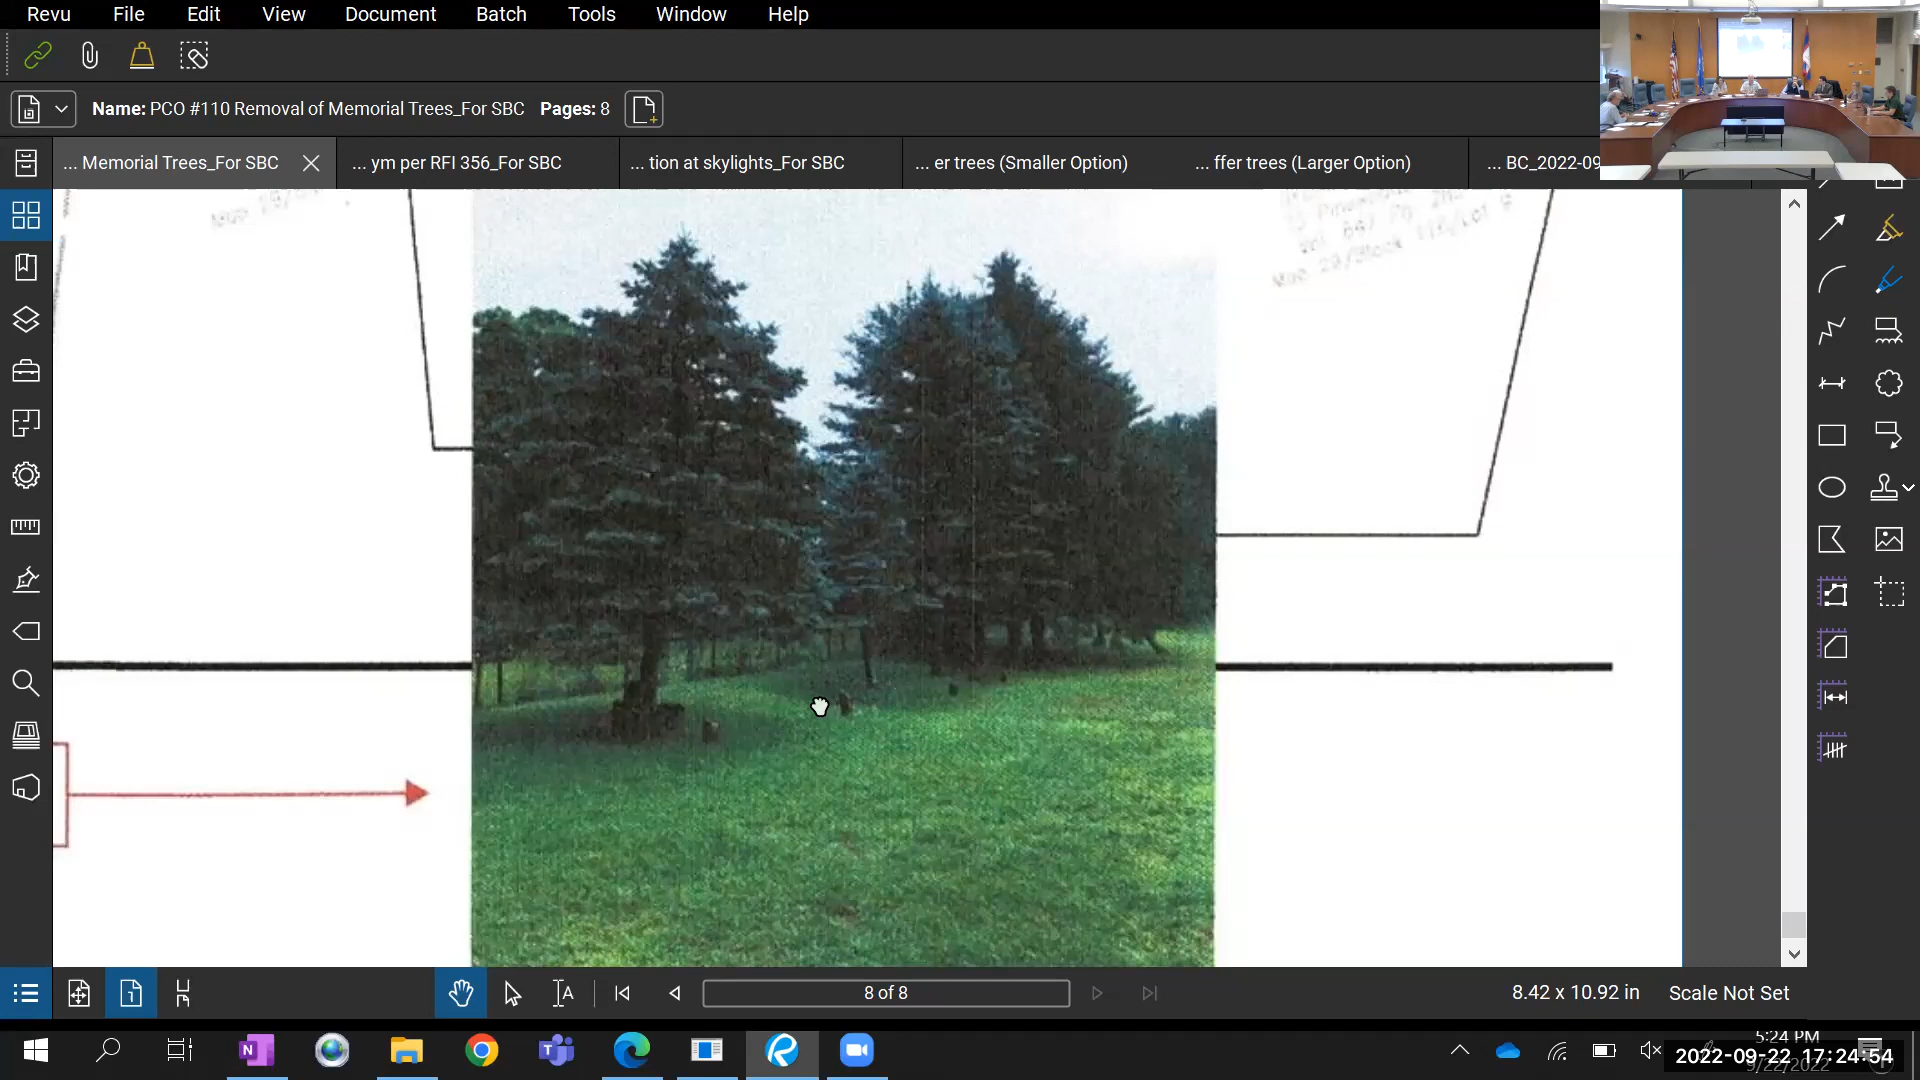 Revu File Edit View Document Batch Tools Window Help
Name: PCO #110 Removal of Memorial Trees_For SBC Pages: 8
... Memorial Trees_For SBC ... ym per RFI 356_For SBC ... tion at skylights_For SBC ... er trees (Smaller Option) ... ffer trees (Larger Option) ... BC_2022-09
8 of 8
8.42 x 10.92 in Scale Not Set
5:24 PM
2022-09-22 17:24:54
9/22/2022